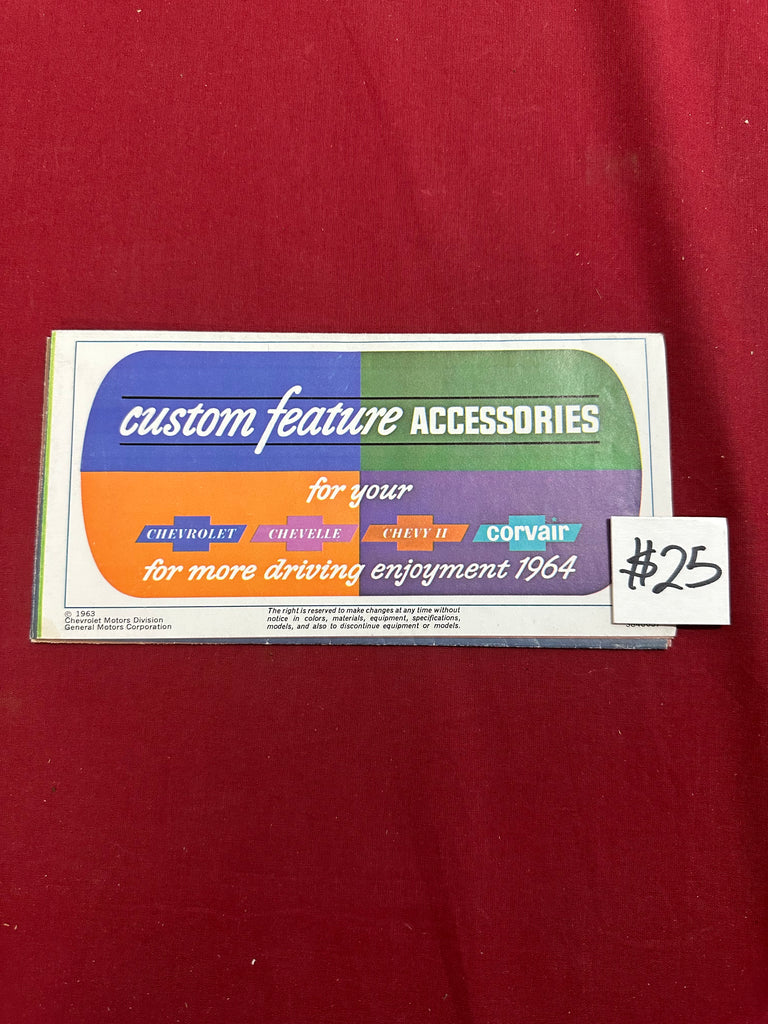 custom feature ACCESSORIES
for your
CHEVROLET CHEVELLE CHEVY II corvair
for more driving enjoyment 1964
#25
© 1963
Chevrolet Motors Division
General Motors Corporation
The right is reserved to make changes at any time without
notice in colors, materials, equipment, specifications,
models, and also to discontinue equipment or models.